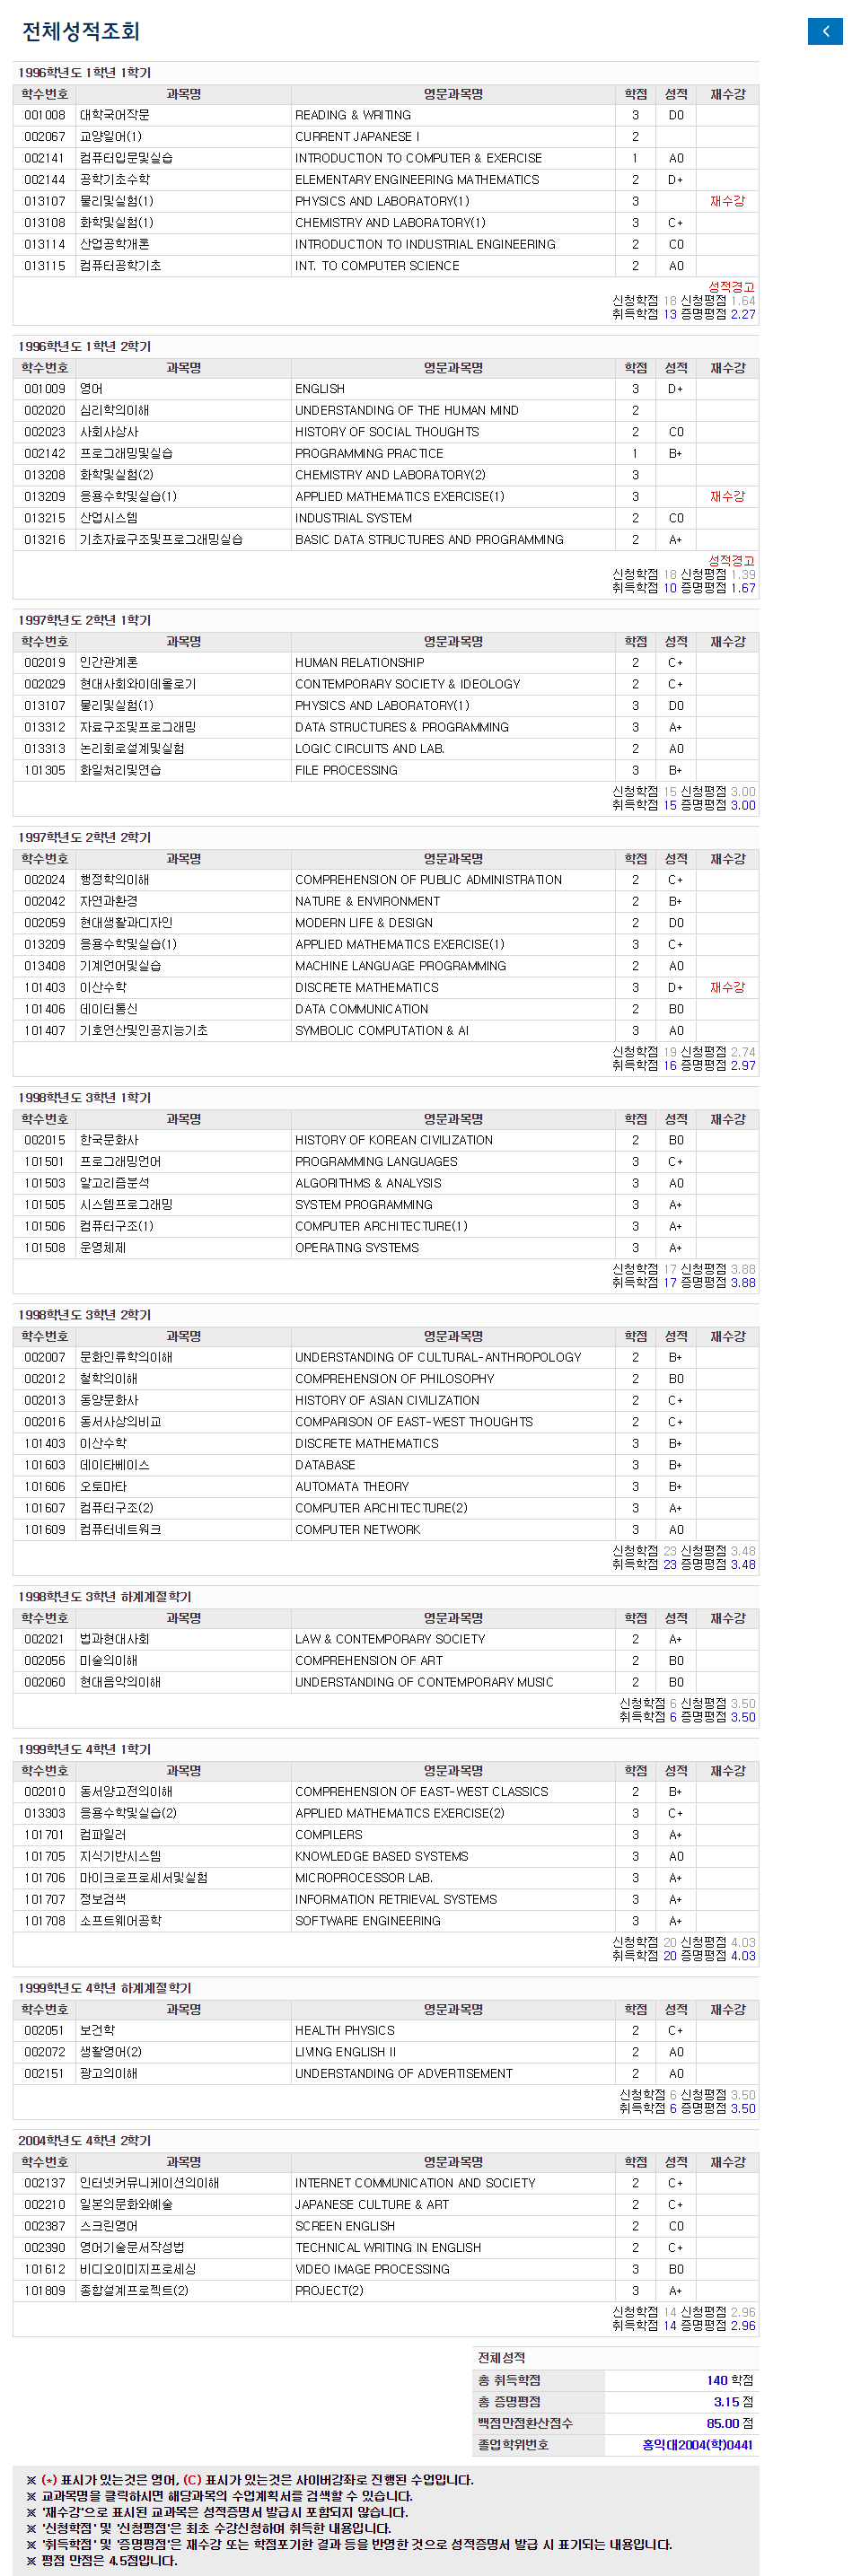 전체성적조회
1996학년도 1학년 1학기
학수번호 과목명 영문과목명 학점 성적 재수강
001008 대학국어작문 READING & WRITING 3 D0
002067 교양일어(1) CURRENT JAPANESE I 2
002141 컴퓨터입문및실습 INTRODUCTION TO COMPUTER & EXERCISE 1 A0
002144 공학기초수학 ELEMENTARY ENGINEERING MATHEMATICS 2 D+
013107 물리및실험(1) PHYSICS AND LABORATORY(1) 3 재수강
013108 화학및실험(1) CHEMISTRY AND LABORATORY(1) 3 C+
013114 산업공학개론 INTRODUCTION TO INDUSTRIAL ENGINEERING 2 C0
013115 컴퓨터공학기초 INT. TO COMPUTER SCIENCE 2 A0
성적경고
신청학점 18 신청평점 1.64
취득학점 13 증명평점 2.27
1996학년도 1학년 2학기
학수번호 과목명 영문과목명 학점 성적 재수강
001009 영어 ENGLISH 3 D+
002020 심리학의이해 UNDERSTANDING OF THE HUMAN MIND 2
002023 사회사상사 HISTORY OF SOCIAL THOUGHTS 2 C0
002142 프로그래밍및실습 PROGRAMMING PRACTICE 1 B+
013208 화학및실험(2) CHEMISTRY AND LABORATORY(2) 3
013209 응용수학및실습(1) APPLIED MATHEMATICS EXERCISE(1) 3 재수강
013215 산업시스템 INDUSTRIAL SYSTEM 2 C0
013216 기초자료구조및프로그래밍실습 BASIC DATA STRUCTURES AND PROGRAMMING 2 A+
성적경고
신청학점 18 신청평점 1.39
취득학점 10 증명평점 1.67
1997학년도 2학년 1학기
학수번호 과목명 영문과목명 학점 성적 재수강
002019 인간관계론 HUMAN RELATIONSHIP 2 C+
002029 현대사회와이데올로기 CONTEMPORARY SOCIETY & IDEOLOGY 2 C+
013107 물리및실험(1) PHYSICS AND LABORATORY(1) 3 D0
013312 자료구조및프로그래밍 DATA STRUCTURES & PROGRAMMING 3 A+
013313 논리회로설계및실험 LOGIC CIRCUITS AND LAB. 2 A0
101305 화일처리및연습 FILE PROCESSING 3 B+
신청학점 15 신청평점 3.00
취득학점 15 증명평점 3.00
1997학년도 2학년 2학기
학수번호 과목명 영문과목명 학점 성적 재수강
002024 행정학의이해 COMPREHENSION OF PUBLIC ADMINISTRATION 2 C+
002042 자연과환경 NATURE & ENVIRONMENT 2 B+
002059 현대생활과디자인 MODERN LIFE & DESIGN 2 D0
013209 응용수학및실습(1) APPLIED MATHEMATICS EXERCISE(1) 3 C+
013408 기계언어및실습 MACHINE LANGUAGE PROGRAMMING 2 A0
101403 이산수학 DISCRETE MATHEMATICS 3 D+ 재수강
101406 데이터통신 DATA COMMUNICATION 2 B0
101407 기호연산및인공지능기초 SYMBOLIC COMPUTATION & AI 3 A0
신청학점 19 신청평점 2.74
취득학점 16 증명평점 2.97
1998학년도 3학년 1학기
학수번호 과목명 영문과목명 학점 성적 재수강
002015 한국문화사 HISTORY OF KOREAN CIVILIZATION 2 B0
101501 프로그래밍언어 PROGRAMMING LANGUAGES 3 C+
101503 알고리즘분석 ALGORITHMS & ANALYSIS 3 A0
101505 시스템프로그래밍 SYSTEM PROGRAMMING 3 A+
101506 컴퓨터구조(1) COMPUTER ARCHITECTURE(1) 3 A+
101508 운영체제 OPERATING SYSTEMS 3 A+
신청학점 17 신청평점 3.88
취득학점 17 증명평점 3.88
1998학년도 3학년 2학기
학수번호 과목명 영문과목명 학점 성적 재수강
002007 문화인류학의이해 UNDERSTANDING OF CULTURAL-ANTHROPOLOGY 2 B+
002012 철학의이해 COMPREHENSION OF PHILOSOPHY 2 B0
002013 동양문화사 HISTORY OF ASIAN CIVILIZATION 2 C+
002016 동서사상의비교 COMPARISON OF EAST-WEST THOUGHTS 2 C+
101403 이산수학 DISCRETE MATHEMATICS 3 B+
101603 데이타베이스 DATABASE 3 B+
101606 오토마타 AUTOMATA THEORY 3 B+
101607 컴퓨터구조(2) COMPUTER ARCHITECTURE(2) 3 A+
101609 컴퓨터네트워크 COMPUTER NETWORK 3 A0
신청학점 23 신청평점 3.48
취득학점 23 증명평점 3.48
1998학년도 3학년 하계계절학기
학수번호 과목명 영문과목명 학점 성적 재수강
002021 법과현대사회 LAW & CONTEMPORARY SOCIETY 2 A+
002056 미술의이해 COMPREHENSION OF ART 2 B0
002060 현대음악의이해 UNDERSTANDING OF CONTEMPORARY MUSIC 2 B0
신청학점 6 신청평점 3.50
취득학점 6 증명평점 3.50
1999학년도 4학년 1학기
학수번호 과목명 영문과목명 학점 성적 재수강
002010 동서양고전의이해 COMPREHENSION OF EAST-WEST CLASSICS 2 B+
013303 응용수학및실습(2) APPLIED MATHEMATICS EXERCISE(2) 3 C+
101701 컴파일러 COMPILERS 3 A+
101705 지식기반시스템 KNOWLEDGE BASED SYSTEMS 3 A0
101706 마이크로프로세서및실험 MICROPROCESSOR LAB. 3 A+
101707 정보검색 INFORMATION RETRIEVAL SYSTEMS 3 A+
101708 소프트웨어공학 SOFTWARE ENGINEERING 3 A+
신청학점 20 신청평점 4.03
취득학점 20 증명평점 4.03
1999학년도 4학년 하계계절학기
학수번호 과목명 영문과목명 학점 성적 재수강
002051 보건학 HEALTH PHYSICS 2 C+
002072 생활영어(2) LIVING ENGLISH II 2 A0
002151 광고의이해 UNDERSTANDING OF ADVERTISEMENT 2 A0
신청학점 6 신청평점 3.50
취득학점 6 증명평점 3.50
2004학년도 4학년 2학기
학수번호 과목명 영문과목명 학점 성적 재수강
002137 인터넷커뮤니케이션의이해 INTERNET COMMUNICATION AND SOCIETY 2 C+
002210 일본의문화와예술 JAPANESE CULTURE & ART 2 C+
002387 스크린영어 SCREEN ENGLISH 2 C0
002390 영어기술문서작성법 TECHNICAL WRITING IN ENGLISH 2 C+
101612 비디오이미지프로세싱 VIDEO IMAGE PROCESSING 3 B0
101809 종합설계프로젝트(2) PROJECT(2) 3 A+
신청학점 14 신청평점 2.96
취득학점 14 증명평점 2.96
전체성적
총 취득학점 140 학점
총 증명평점 3.15 점
백점만점환산점수 85.00 점
졸업학위번호 홍익대2004(학)0441
※ (*) 표시가 있는것은 영어, (C) 표시가 있는것은 사이버강좌로 진행된 수업입니다.
※ 교과목명을 클릭하시면 해당과목의 수업계획서를 검색할 수 있습니다.
※ '재수강'으로 표시된 교과목은 성적증명서 발급시 포함되지 않습니다.
※ '신청학점' 및 '신청평점'은 최초 수강신청하여 취득한 내용입니다.
※ '취득학점' 및 '증명평점'은 재수강 또는 학점포기한 결과 등을 반영한 것으로 성적증명서 발급 시 표기되는 내용입니다.
※ 평점 만점은 4.5점입니다.